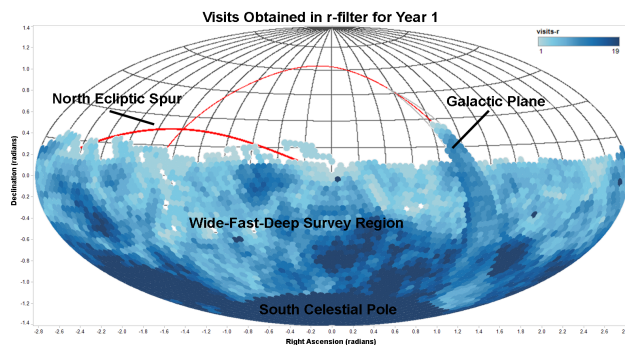 Visits Obtained in r-filter for Year 1
visits-r
1 19
North Ecliptic Spur
Galactic Plane
Wide-Fast-Deep Survey Region
South Celestial Pole
Declination (radians)
1.4
1.2
1.0
0.8
0.6
0.4
0.2
0.0
-0.2
-0.4
-0.6
-0.8
-1.0
-1.2
-1.4
-2.8 -2.6 -2.4 -2.2 -2.0 -1.8 -1.6 -1.4 -1.2 -1.0 -0.8 -0.6 -0.4 -0.2 0.0 0.2 0.4 0.6 0.8 1.0 1.2 1.4 1.6 1.8 2.0 2.2 2.4 2.6
Right Ascension (radians)